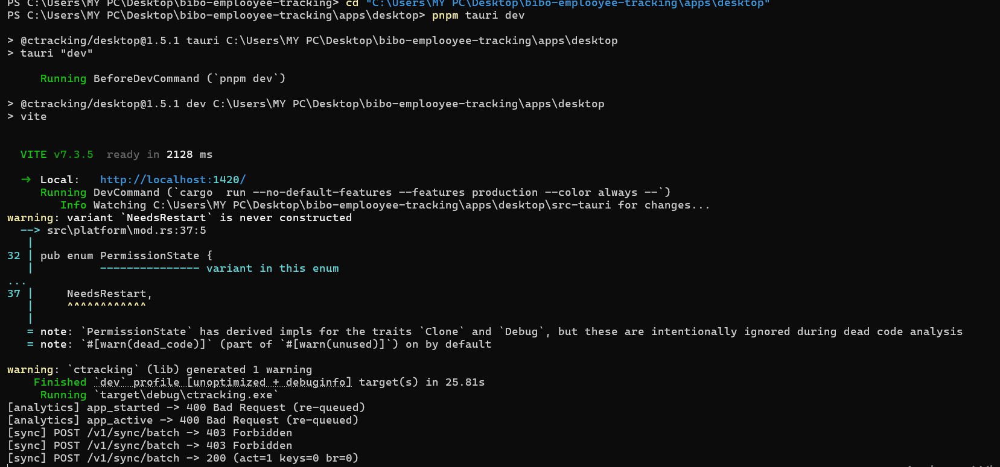 PS C:\Users\MY PC\Desktop\bibo-emplooyee-tracking> cd "C:\Users\MY PC\Desktop\bibo-emplooyee-tracking\apps\desktop"
PS C:\Users\MY PC\Desktop\bibo-emplooyee-tracking\apps\desktop> pnpm tauri dev

> @ctracking/desktop@1.5.1 tauri C:\Users\MY PC\Desktop\bibo-emplooyee-tracking\apps\desktop
> tauri "dev"

     Running BeforeDevCommand (`pnpm dev`)

> @ctracking/desktop@1.5.1 dev C:\Users\MY PC\Desktop\bibo-emplooyee-tracking\apps\desktop
> vite

  VITE v7.3.5  ready in 2128 ms

  ➜ Local:   http://localhost:1420/
     Running DevCommand (`cargo  run --no-default-features --features production --color always --`)
        Info Watching C:\Users\MY PC\Desktop\bibo-emplooyee-tracking\apps\desktop\src-tauri for changes...
warning: variant `NeedsRestart` is never constructed
  --> src\platform\mod.rs:37:5
   |
32 | pub enum PermissionState {
   |          --------------- variant in this enum
...
37 |     NeedsRestart,
   |     ^^^^^^^^^^^^
   |
   = note: `PermissionState` has derived impls for the traits `Clone` and `Debug`, but these are intentionally ignored during dead code analysis
   = note: `#[warn(dead_code)]` (part of `#[warn(unused)]`) on by default

warning: `ctracking` (lib) generated 1 warning
    Finished `dev` profile [unoptimized + debuginfo] target(s) in 25.81s
     Running `target\debug\ctracking.exe`
[analytics] app_started -> 400 Bad Request (re-queued)
[analytics] app_active -> 400 Bad Request (re-queued)
[sync] POST /v1/sync/batch -> 403 Forbidden
[sync] POST /v1/sync/batch -> 403 Forbidden
[sync] POST /v1/sync/batch -> 200 (act=1 keys=0 br=0)